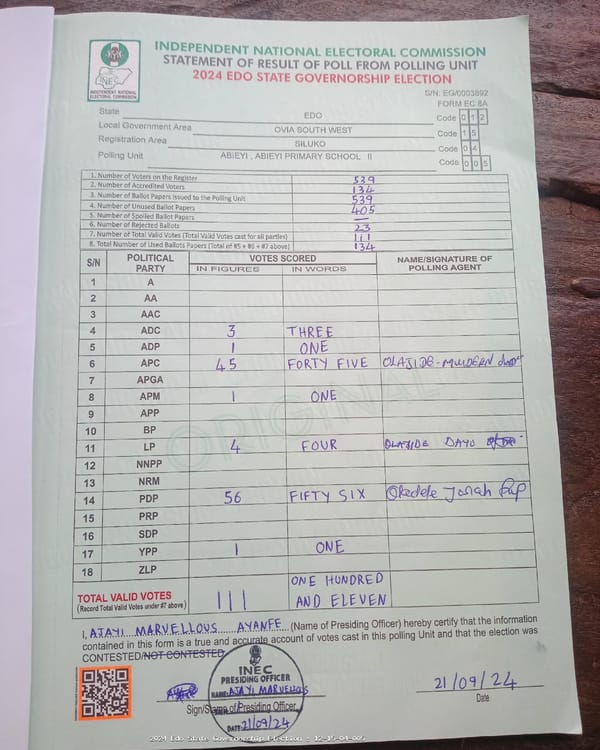 INDEPENDENT NATIONAL ELECTORAL COMMISSION
STATEMENT OF RESULT OF POLL FROM POLLING UNIT
2024 EDO STATE GOVERNORSHIP ELECTION
INEC
INDEPENDENT NATIONAL ELECTORAL COMMISSION
S/N: EG/0003892
FORM EC 8A
State EDO Code 0 1 2
Local Government Area OVIA SOUTH WEST Code 1 5
Registration Area SILUKO Code 0 4
Polling Unit ABIEYI , ABIEYI PRIMARY SCHOOL II Code 0 0 5
1. Number of Voters on the Register 539
2. Number of Accredited Voters 134
3. Number of Ballot Papers issued to the Polling Unit 539
4. Number of Unused Ballot Papers 405
5. Number of Spoiled Ballot Papers —
6. Number of Rejected Ballots 23
7. Number of Total Valid Votes (Total Valid Votes cast for all parties) 111
8. Total Number of Used Ballots Papers (Total of #5 + #6 + #7 above) 134
S/N POLITICAL PARTY VOTES SCORED NAME/SIGNATURE OF POLLING AGENT
IN FIGURES IN WORDS
1 A
2 AA
3 AAC
4 ADC 3 THREE
5 ADP 1 ONE
6 APC 45 FORTY FIVE OLAJIDE
7 APGA
8 APM 1 ONE
9 APP
10 BP
11 LP 4 FOUR OLAJIDE DAYO
12 NNPP
13 NRM
14 PDP 56 FIFTY SIX Josiah
15 PRP
16 SDP
17 YPP 1 ONE
18 ZLP
ORIGINAL
TOTAL VALID VOTES 111 ONE HUNDRED AND ELEVEN
(Record Total Valid Votes under #7 above)
I, AJAYI MARVELLOUS AYANFE (Name of Presiding Officer) hereby certify that the information
contained in this form is a true and accurate account of votes cast in this polling Unit and that the election was
CONTESTED/NOT CONTESTED
INEC
PRESIDING OFFICER
NAME: AJAYI MARVELLOUS
DATE: 21/09/24
Sign/Stamp of Presiding Officer
21/09/24
Date
2024 Edo State Governorship Election - 12-15-04-005